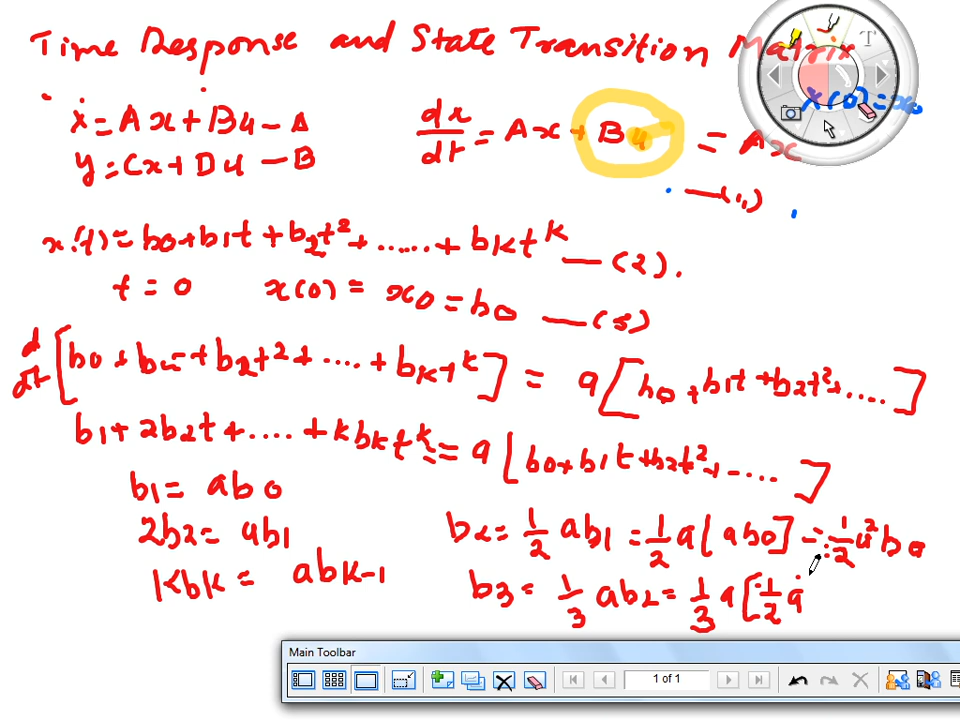 Time Response and State Transition Matrix
ẋ = Ax + Bu – A
dx/dt = Ax + Bu = Ax
x(0) = x0
y = Cx + Du – B
—(1)
x(t) = b0 + b1t + b2t² + ...... + bktᵏ —(2).
t = 0 x(0) = x0 = b0 —(3)
d/dt [b0 + b1t + b2t² + .... + bktᵏ] = a [b0 + b1t + b2t² + ....]
b1 + 2b2t + .... + kbktᵏ⁻ = a [b0 + b1t + b2t² + - ....]
b1 = ab0
2b2 = ab1
b2 = 1/2 ab1 = 1/2 a[ab0] = 1/2 a²b0
kbk = abk-1
b3 = 1/3 ab2 = 1/3 a[1/2 a
Main Toolbar
1 of 1
T